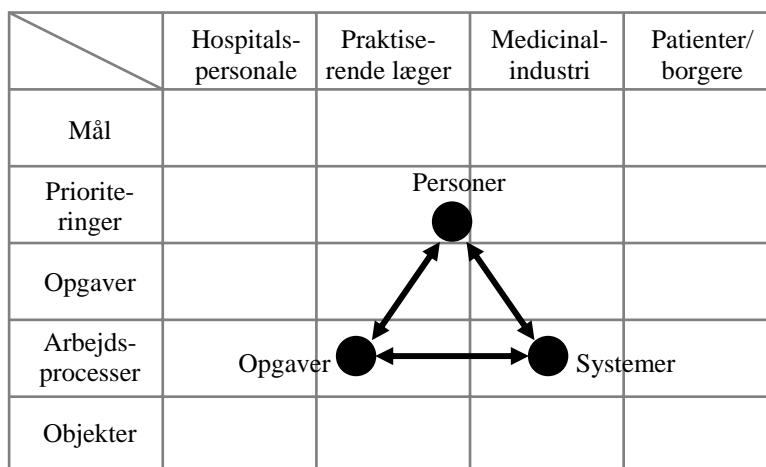 Hospitals-
personale
Praktise-
rende læger
Medicinal-
industri
Patienter/
borgere
Mål
Priorite-
ringer
Personer
Opgaver
Arbejds-
processer
Opgaver
Systemer
Objekter